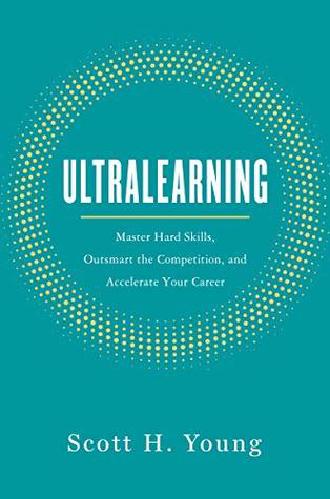 ULTRALEARNING
Master Hard Skills,
Outsmart the Competition, and
Accelerate Your Career
Scott H. Young